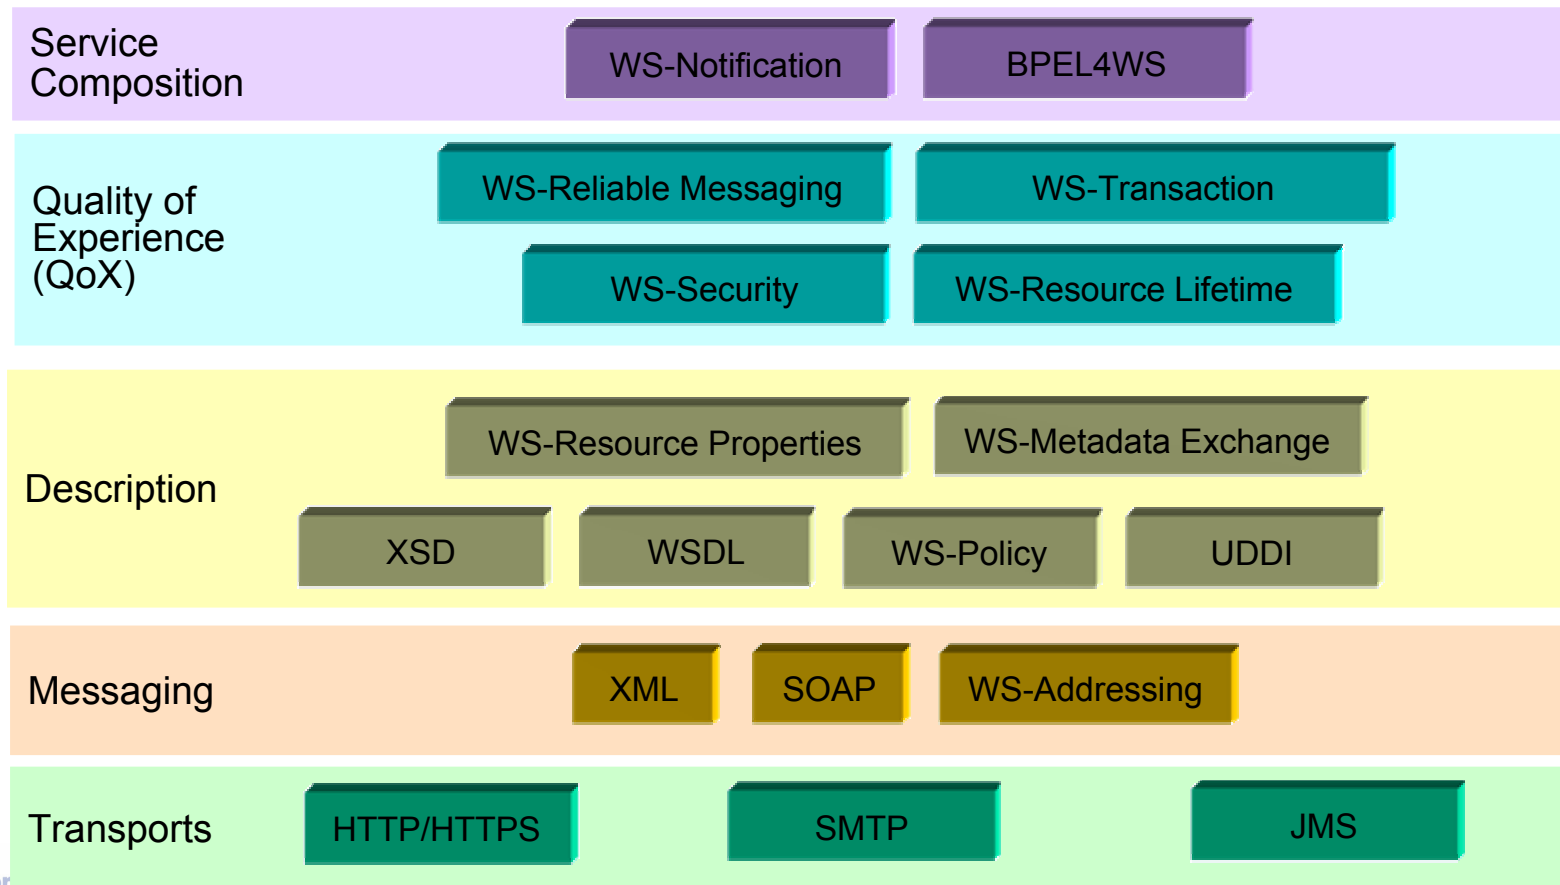 Service
Composition
WS-Notification
BPEL4WS
Quality of
Experience
(QoX)
WS-Reliable Messaging
WS-Transaction
WS-Security
WS-Resource Lifetime
Description
WS-Resource Properties
WS-Metadata Exchange
XSD
WSDL
WS-Policy
UDDI
Messaging
XML
SOAP
WS-Addressing
Transports
HTTP/HTTPS
SMTP
JMS